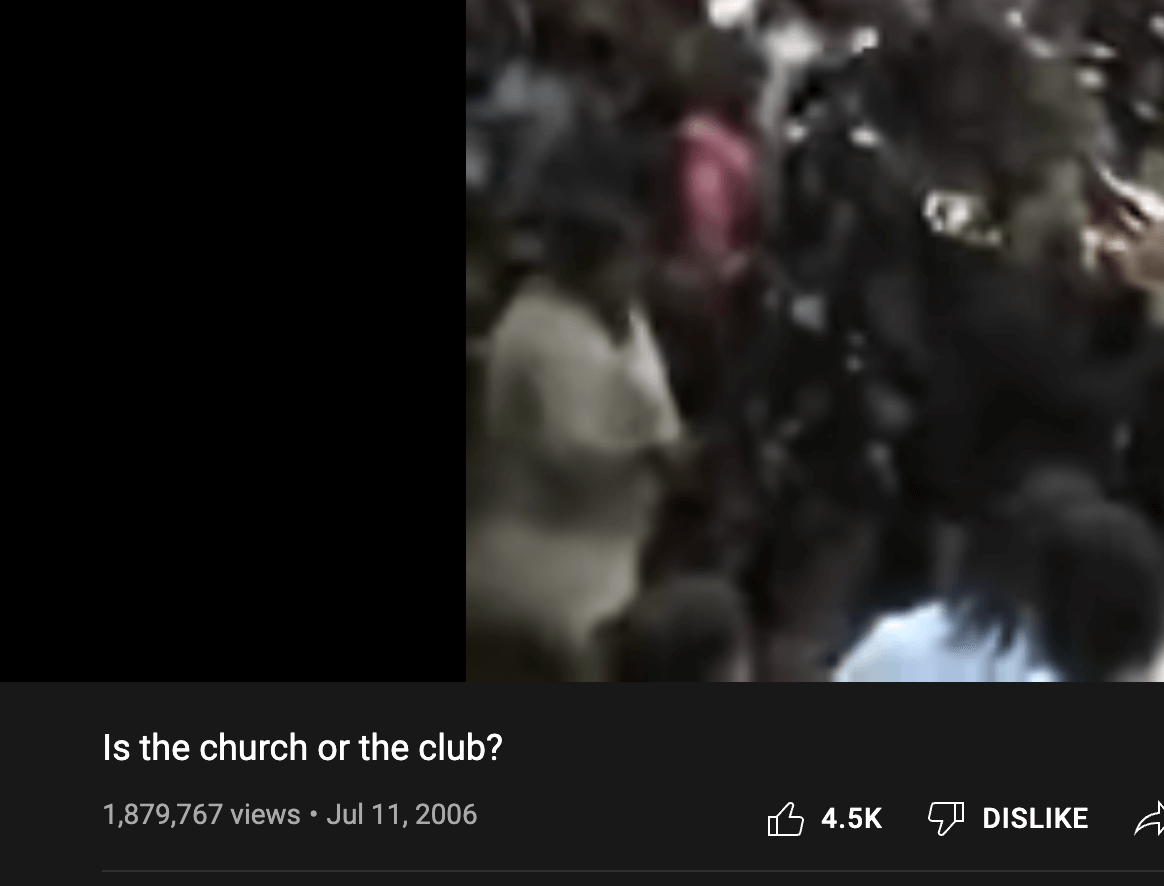 Is the church or the club?
1,879,767 views • Jul 11, 2006
4.5K DISLIKE